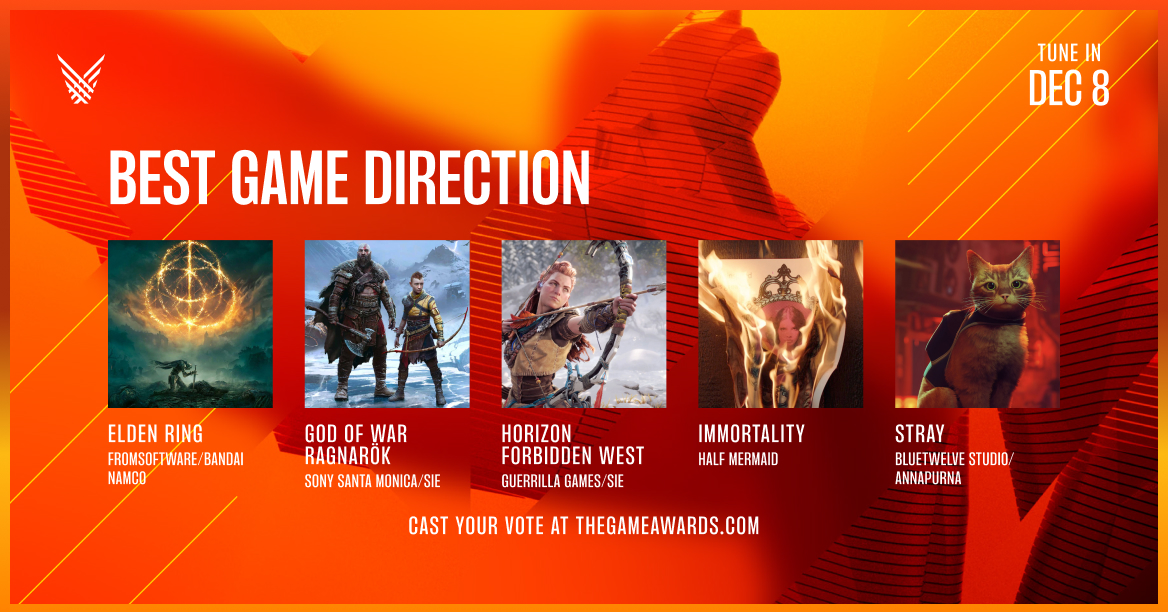 TUNE IN
DEC 8
BEST GAME DIRECTION
ELDEN RING
FROMSOFTWARE/BANDAI
NAMCO
GOD OF WAR
RAGNARÖK
SONY SANTA MONICA/SIE
HORIZON
FORBIDDEN WEST
GUERRILLA GAMES/SIE
IMMORTALITY
HALF MERMAID
STRAY
BLUETWELVE STUDIO/
ANNAPURNA
CAST YOUR VOTE AT THEGAMEAWARDS.COM